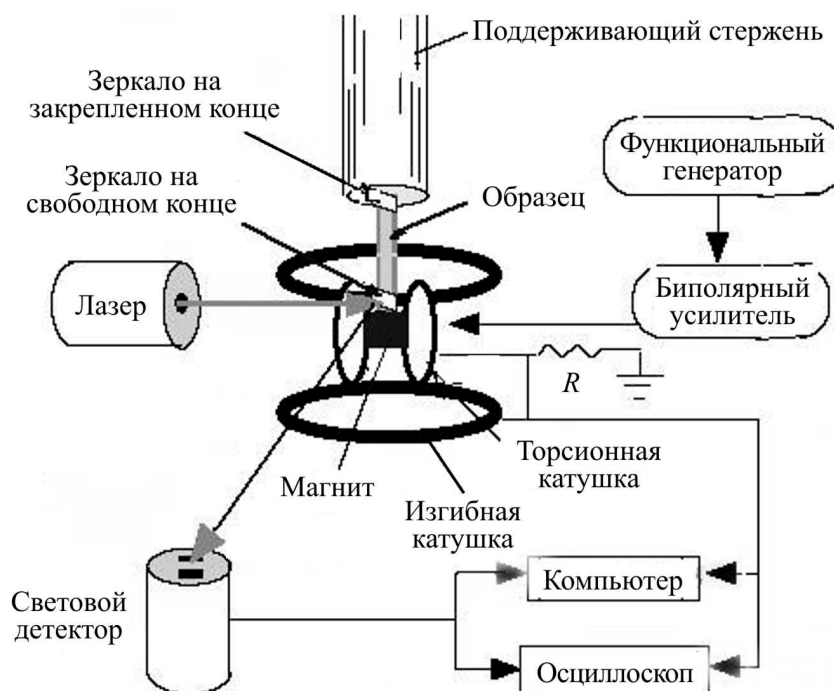 Поддерживающий стержень
Зеркало на
закрепленном конце
Функциональный
генератор
Зеркало на
свободном конце
Образец
Лазер
Биполярный
усилитель
R
Магнит
Торсионная
катушка
Изгибная
катушка
Световой
детектор
Компьютер
Осциллоскоп